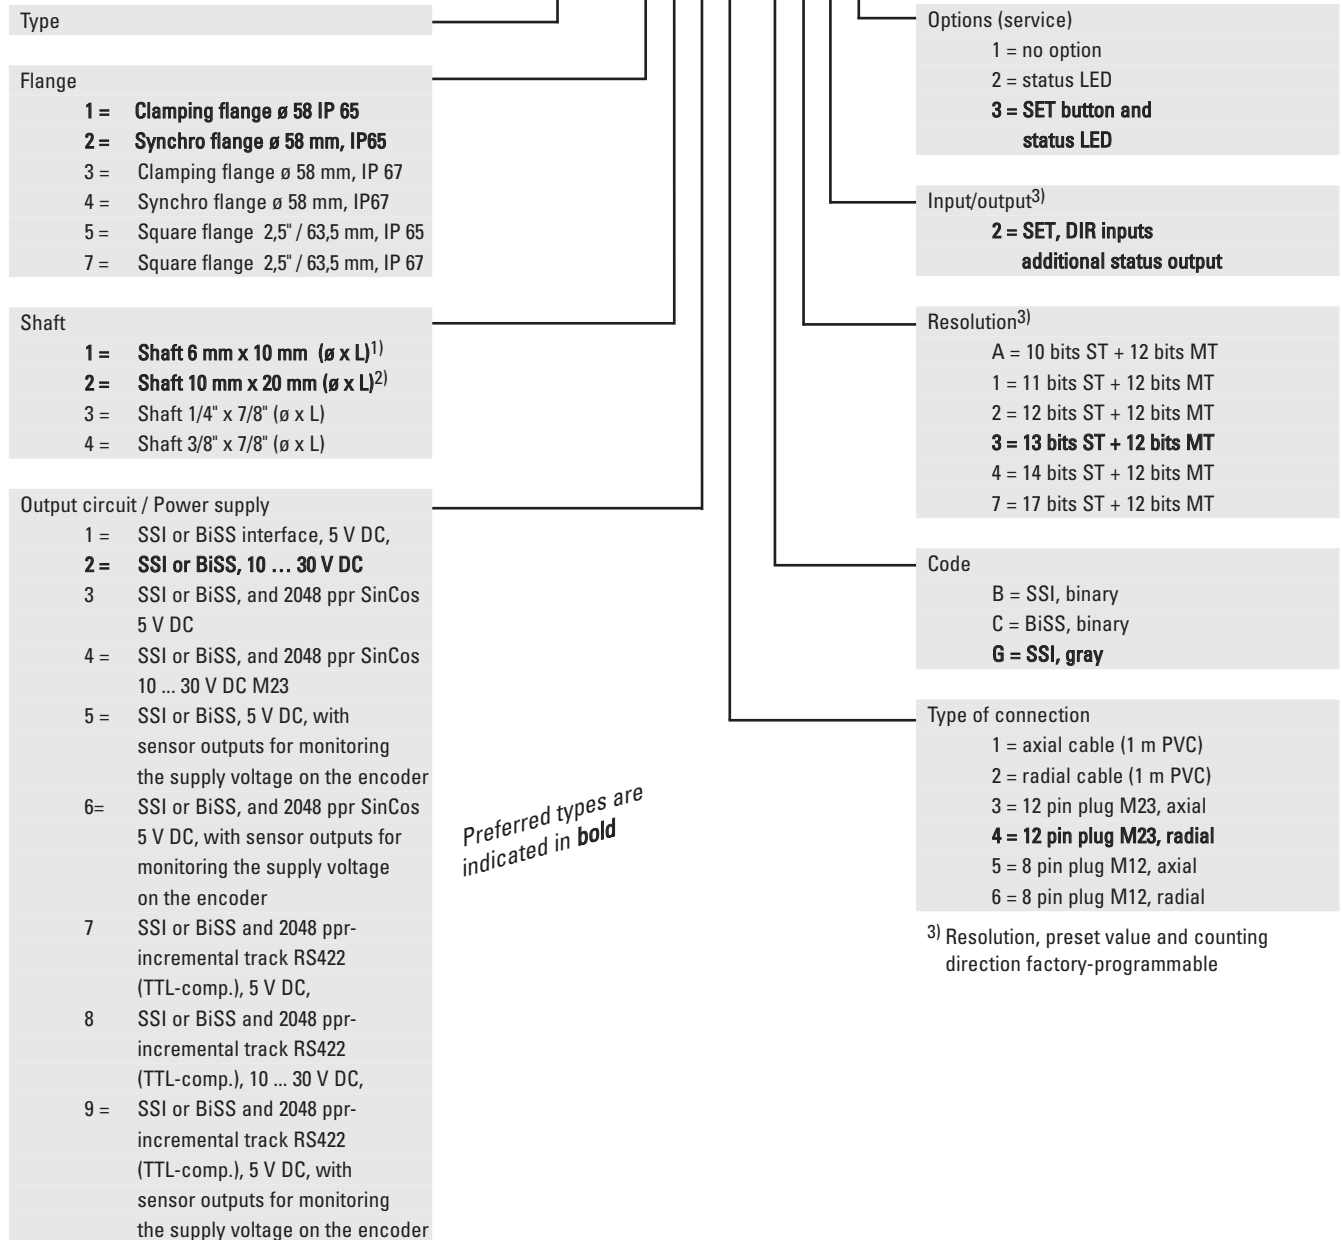 Type
Flange
1 = Clamping flange ø 58 IP 65
2 = Synchro flange ø 58 mm, IP65
3 = Clamping flange ø 58 mm, IP 67
4 = Synchro flange ø 58 mm, IP67
5 = Square flange 2,5" / 63,5 mm, IP 65
7 = Square flange 2,5" / 63,5 mm, IP 67
Shaft
1 = Shaft 6 mm x 10 mm (ø x L)1)
2 = Shaft 10 mm x 20 mm (ø x L)2)
3 = Shaft 1/4" x 7/8" (ø x L)
4 = Shaft 3/8" x 7/8" (ø x L)
Output circuit / Power supply
1 = SSI or BiSS interface, 5 V DC,
2 = SSI or BiSS, 10 … 30 V DC
3 SSI or BiSS, and 2048 ppr SinCos
5 V DC
4 = SSI or BiSS, and 2048 ppr SinCos
10 ... 30 V DC M23
5 = SSI or BiSS, 5 V DC, with
sensor outputs for monitoring
the supply voltage on the encoder
6= SSI or BiSS, and 2048 ppr SinCos
5 V DC, with sensor outputs for
monitoring the supply voltage
on the encoder
7 SSI or BiSS and 2048 ppr-
incremental track RS422
(TTL-comp.), 5 V DC,
8 SSI or BiSS and 2048 ppr-
incremental track RS422
(TTL-comp.), 10 ... 30 V DC,
9 = SSI or BiSS and 2048 ppr-
incremental track RS422
(TTL-comp.), 5 V DC, with
sensor outputs for monitoring
the supply voltage on the encoder
Preferred types are
indicated in bold
Options (service)
1 = no option
2 = status LED
3 = SET button and
status LED
Input/output3)
2 = SET, DIR inputs
additional status output
Resolution3)
A = 10 bits ST + 12 bits MT
1 = 11 bits ST + 12 bits MT
2 = 12 bits ST + 12 bits MT
3 = 13 bits ST + 12 bits MT
4 = 14 bits ST + 12 bits MT
7 = 17 bits ST + 12 bits MT
Code
B = SSI, binary
C = BiSS, binary
G = SSI, gray
Type of connection
1 = axial cable (1 m PVC)
2 = radial cable (1 m PVC)
3 = 12 pin plug M23, axial
4 = 12 pin plug M23, radial
5 = 8 pin plug M12, axial
6 = 8 pin plug M12, radial
3) Resolution, preset value and counting
direction factory-programmable